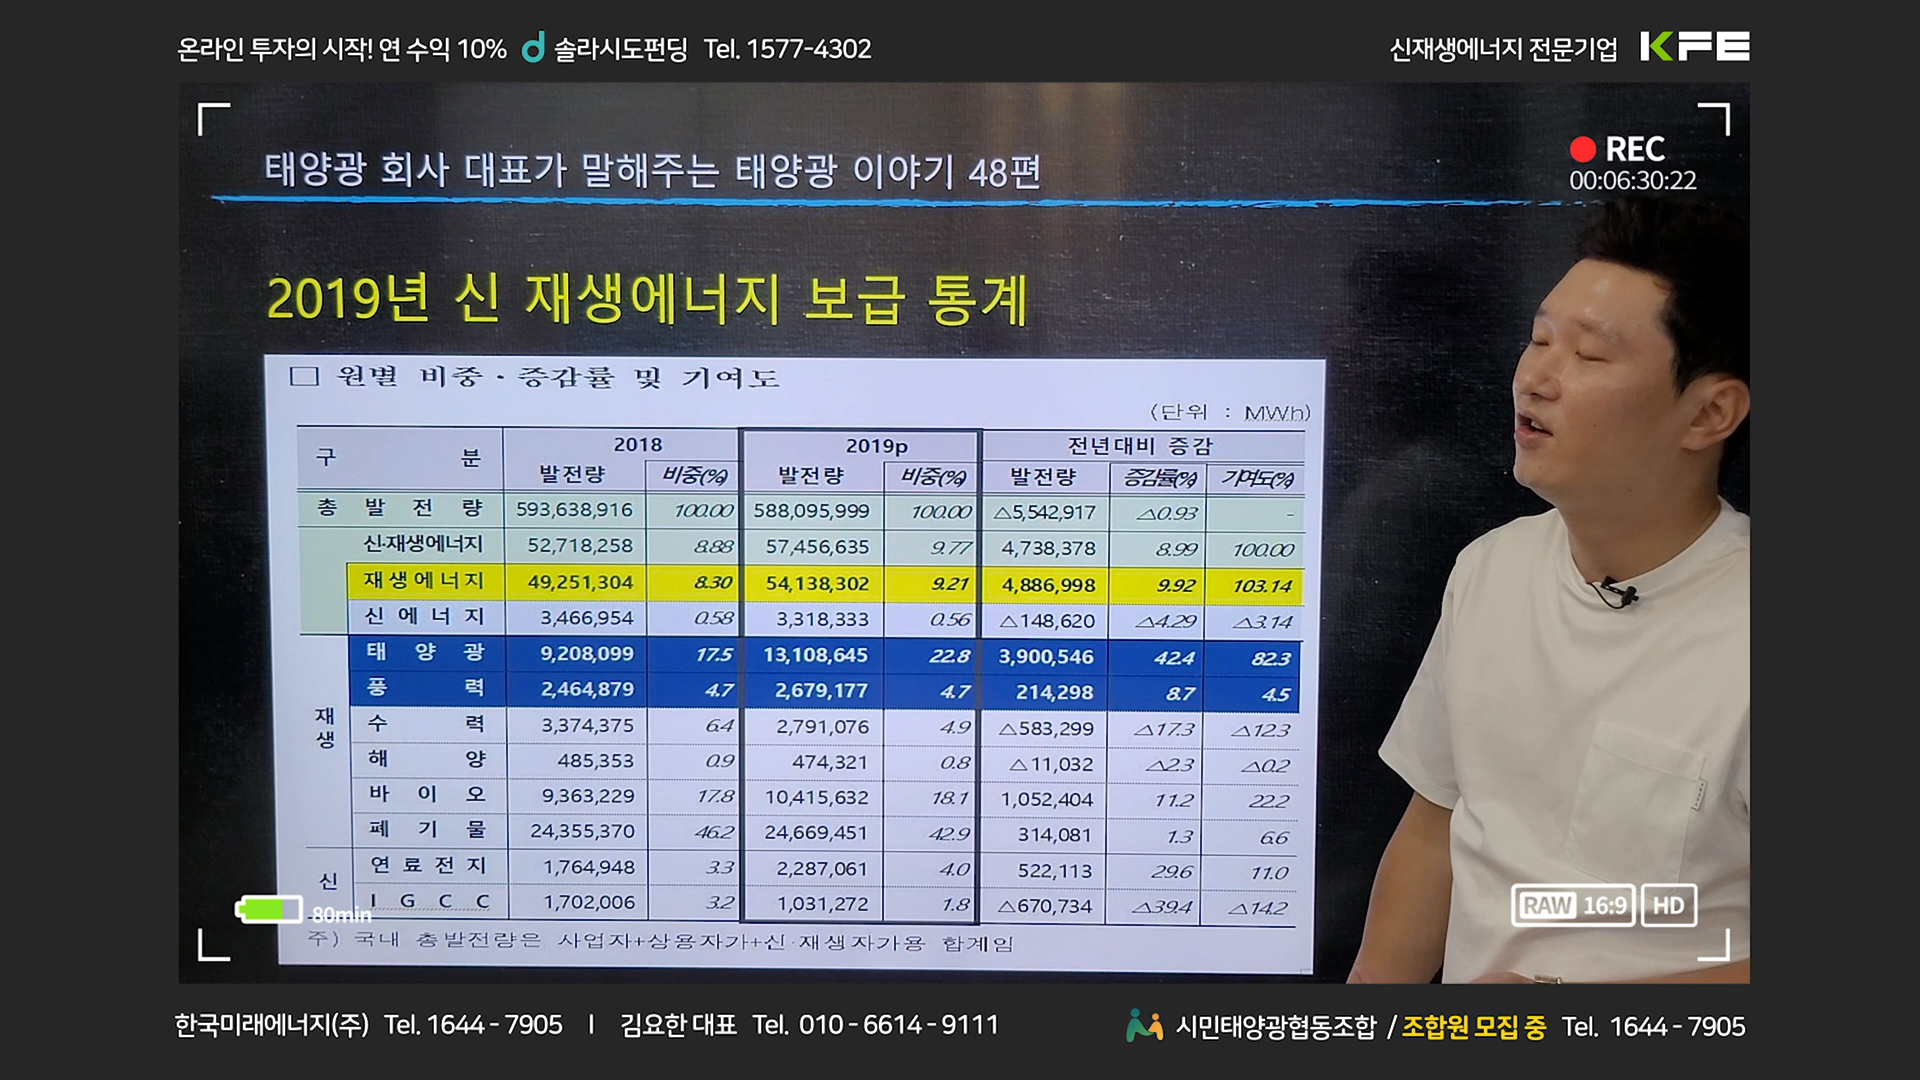 온라인 투자의 시작! 연 수익 10% 솔라시도펀딩 Tel. 1577-4302
신재생에너지 전문기업 KFE
태양광 회사 대표가 말해주는 태양광 이야기 48편
REC
00:06:30:22
2019년 신 재생에너지 보급 통계
□ 원별 비중·증감률 및 기여도
(단위 : MWh)
구 분 2018 2019p 전년대비 증감
발전량 비중(%) 발전량 비중(%) 발전량 증감률(%) 기여도(%)
총 발 전 량 593,638,916 100.00 588,095,999 100.00 △5,542,917 △0.93 -
신·재생에너지 52,718,258 8.88 57,456,635 9.77 4,738,378 8.99 100.00
재생에너지 49,251,304 8.30 54,138,302 9.21 4,886,998 9.92 103.14
신 에 너 지 3,466,954 0.58 3,318,333 0.56 △148,620 △4.29 △3.14
재생
태 양 광 9,208,099 17.5 13,108,645 22.8 3,900,546 42.4 82.3
풍 력 2,464,879 4.7 2,679,177 4.7 214,298 8.7 4.5
수 력 3,374,375 6.4 2,791,076 4.9 △583,299 △17.3 △12.3
해 양 485,353 0.9 474,321 0.8 △11,032 △2.3 △0.2
바 이 오 9,363,229 17.8 10,415,632 18.1 1,052,404 11.2 22.2
폐 기 물 24,355,370 46.2 24,669,451 42.9 314,081 1.3 6.6
신
연 료 전 지 1,764,948 3.3 2,287,061 4.0 522,113 29.6 11.0
I G C C 1,702,006 3.2 1,031,272 1.8 △670,734 △39.4 △14.2
주) 국내 총발전량은 사업자+상용자가+신·재생자가용 합계임
80min
RAW 16:9 HD
한국미래에너지(주) Tel. 1644 - 7905 | 김요한 대표 Tel. 010 - 6614 - 9111
시민태양광협동조합 / 조합원 모집 중 Tel. 1644 - 7905